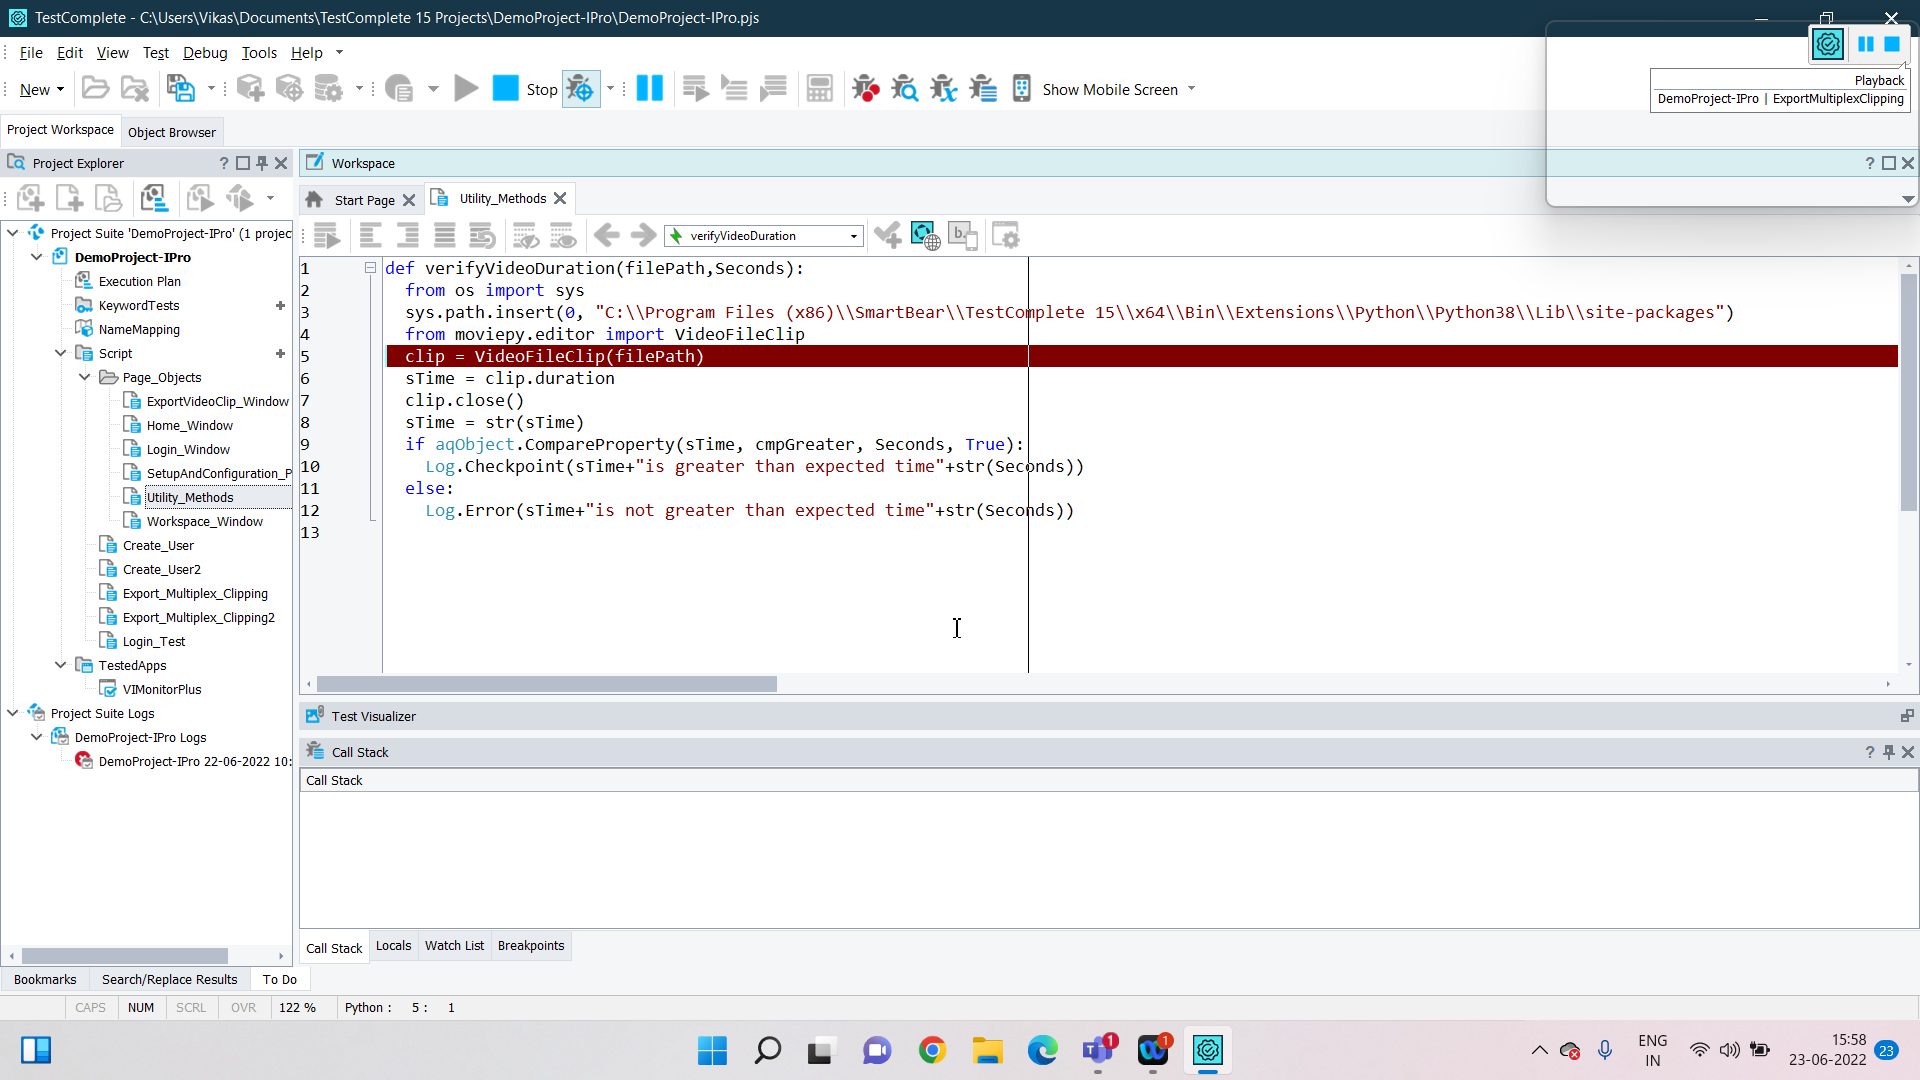 TestComplete - C:\Users\Vikas\Documents\TestComplete 15 Projects\DemoProject-IPro\DemoProject-IPro.pjs
File Edit View Test Debug Tools Help
New Stop Show Mobile Screen
Playback
DemoProject-IPro | ExportMultiplexClipping
Project Workspace Object Browser
Project Explorer ?
Workspace ?
Start Page Utility_Methods
verifyVideoDuration
b..
Project Suite 'DemoProject-IPro' (1 projec
DemoProject-IPro
Execution Plan
KeywordTests +
NameMapping
Script +
Page_Objects
ExportVideoClip_Window
Home_Window
Login_Window
SetupAndConfiguration_P
Utility_Methods
Workspace_Window
Create_User
Create_User2
Export_Multiplex_Clipping
Export_Multiplex_Clipping2
Login_Test
TestedApps
VIMonitorPlus
Project Suite Logs
DemoProject-IPro Logs
DemoProject-IPro 22-06-2022 10:
1 def verifyVideoDuration(filePath,Seconds):
2 from os import sys
3 sys.path.insert(0, "C:\\Program Files (x86)\\SmartBear\\TestComplete 15\\x64\\Bin\\Extensions\\Python\\Python38\\Lib\\site-packages")
4 from moviepy.editor import VideoFileClip
5 clip = VideoFileClip(filePath)
6 sTime = clip.duration
7 clip.close()
8 sTime = str(sTime)
9 if aqObject.CompareProperty(sTime, cmpGreater, Seconds, True):
10 Log.Checkpoint(sTime+"is greater than expected time"+str(Seconds))
11 else:
12 Log.Error(sTime+"is not greater than expected time"+str(Seconds))
13
Test Visualizer
Call Stack ?
Call Stack
Call Stack Locals Watch List Breakpoints
Bookmarks Search/Replace Results To Do
CAPS NUM SCRL OVR 122 % Python : 5 : 1
1 1
ENG
IN
15:58
23-06-2022
23